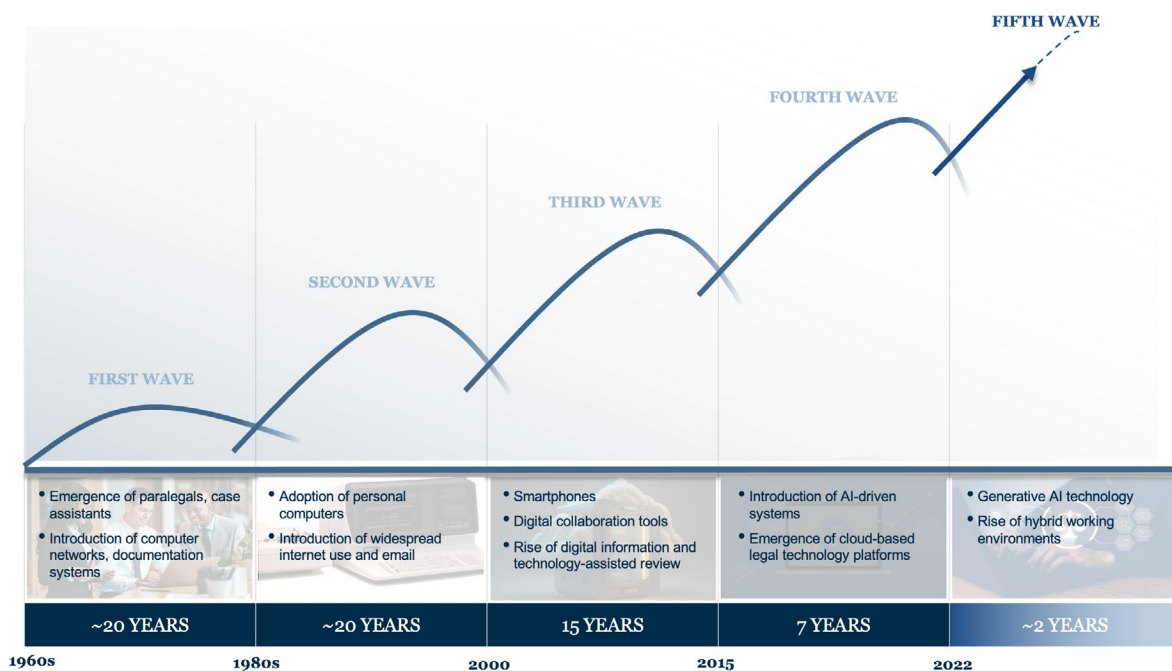 FIFTH WAVE
FOURTH WAVE
THIRD WAVE
SECOND WAVE
FIRST WAVE
• Emergence of paralegals, case
assistants
• Introduction of computer
networks, documentation
systems
• Adoption of personal
computers
• Introduction of widespread
internet use and email
• Smartphones
• Digital collaboration tools
• Rise of digital information and
technology-assisted review
• Introduction of AI-driven
systems
• Emergence of cloud-based
legal technology platforms
• Generative AI technology
• Rise of hybrid working
environments
~20 YEARS
~20 YEARS
15 YEARS
7 YEARS
~2 YEARS
1960s
1980s
2000
2015
2022